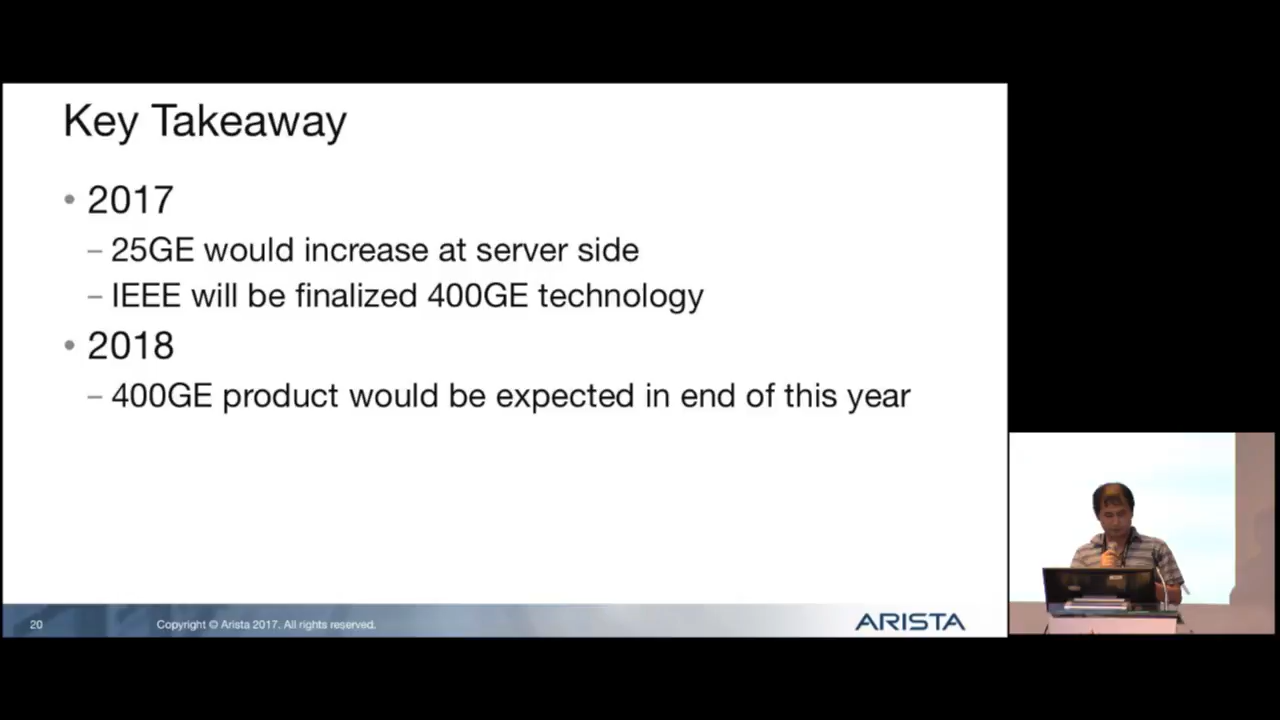 Key Takeaway
• 2017
– 25GE would increase at server side
– IEEE will be finalized 400GE technology
• 2018
– 400GE product would be expected in end of this year
20
Copyright © Arista 2017. All rights reserved.
ARISTA